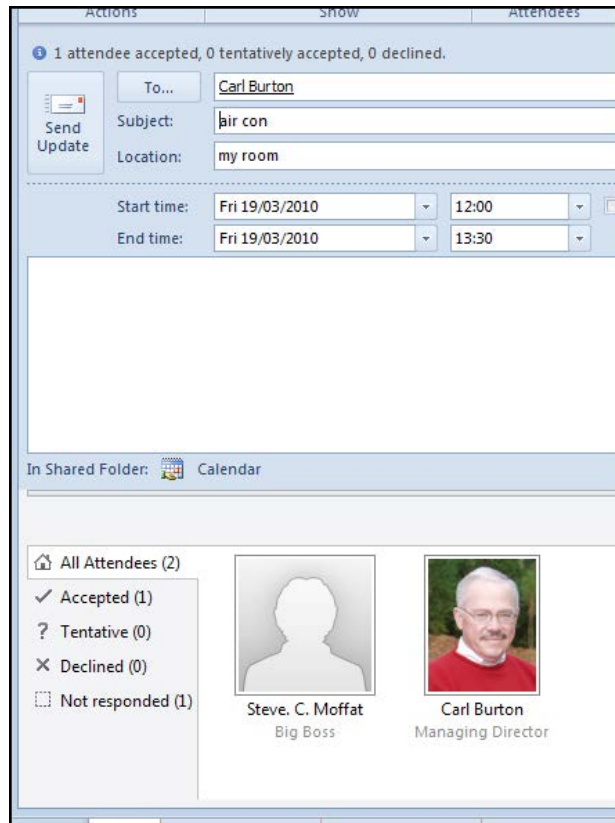 Actions Show Attendees
1 attendee accepted, 0 tentatively accepted, 0 declined.
To... Carl Burton
Send Update
Subject: air con
Location: my room
Start time: Fri 19/03/2010 12:00
End time: Fri 19/03/2010 13:30
In Shared Folder: Calendar
All Attendees (2)
Accepted (1)
? Tentative (0)
Declined (0)
Not responded (1)
Steve. C. Moffat
Big Boss
Carl Burton
Managing Director